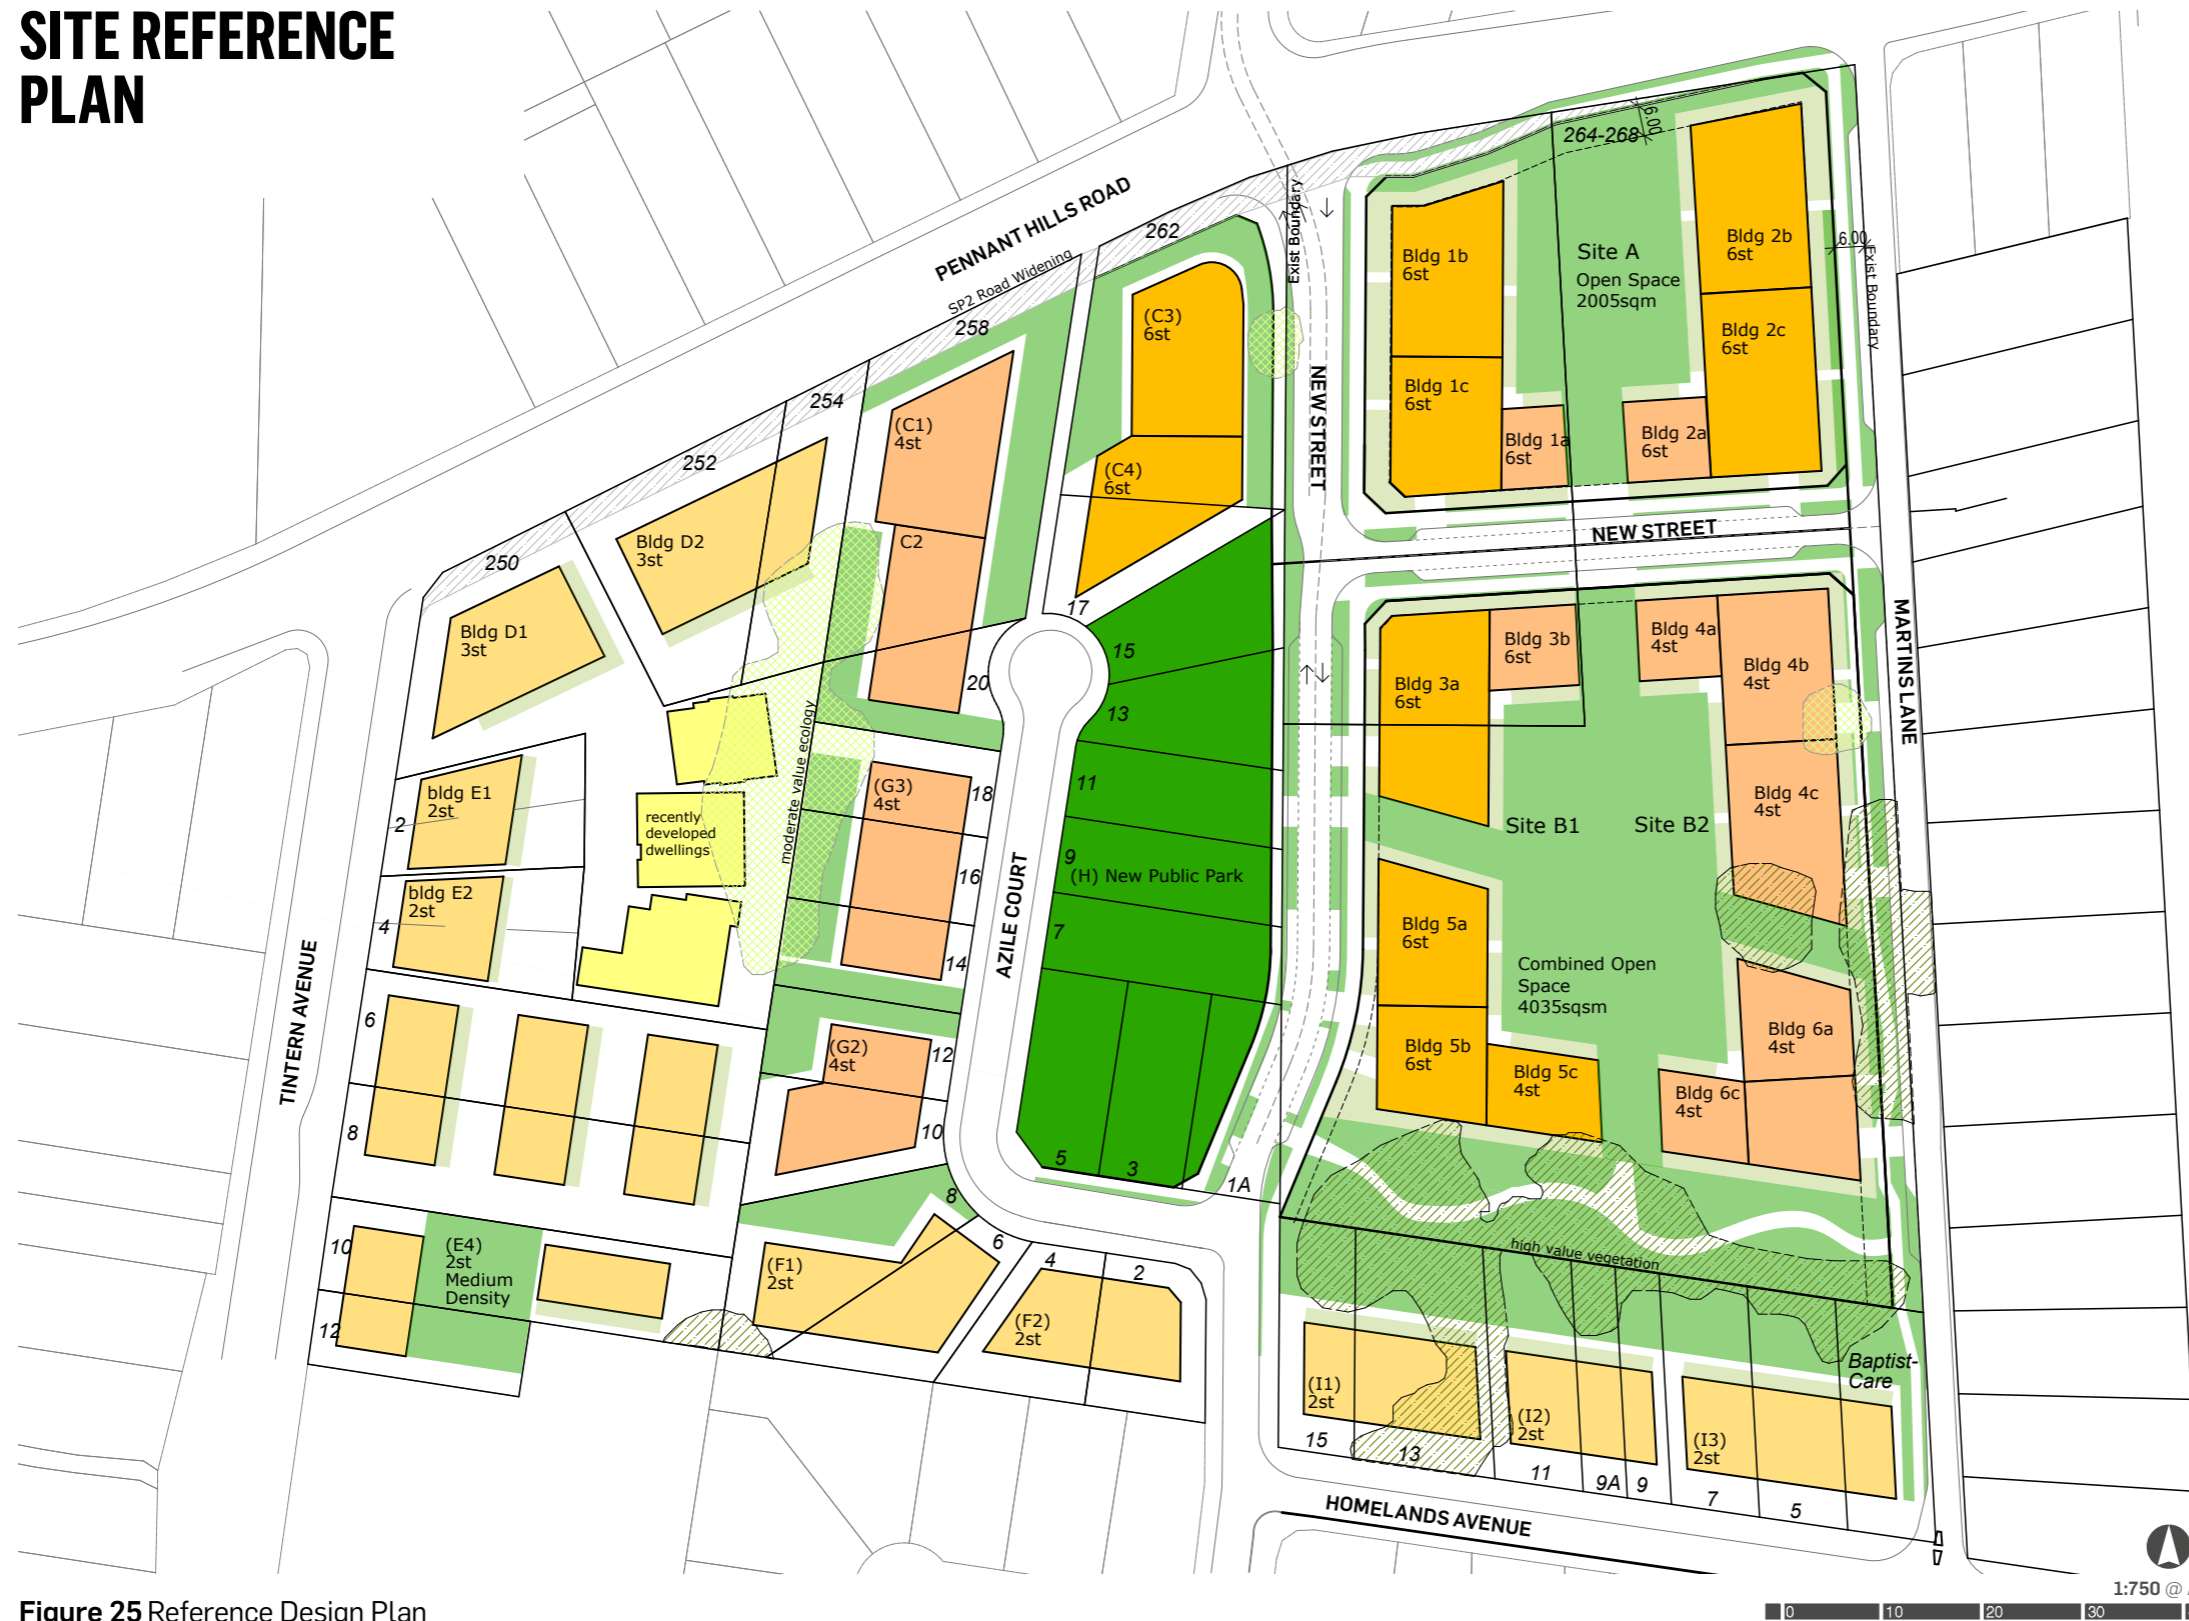 SITE REFERENCE
PLAN
PENNANT HILLS ROAD
SP2 Road Widening
264-268
6.00
262
258
254
252
250
Exist Boundary
Bldg 1b
6st
Site A
Open Space
2005sqm
Bldg 2b
6st
6.00
Exist Boundary
Bldg 2c
6st
(C3)
6st
Bldg 1c
6st
Bldg 1a
6st
Bldg 2a
6st
NEW STREET
(C1)
4st
(C4)
6st
C2
NEW STREET
Bldg D2
3st
Bldg D1
3st
17
15
20
13
Bldg 3b
6st
Bldg 4a
4st
Bldg 4b
4st
Bldg 3a
6st
MARTINS LANE
moderate value ecology
bldg E1
2st
2
recently
developed
dwellings
(G3)
4st
18
11
Bldg 4c
4st
Site B1
Site B2
9
(H) New Public Park
16
bldg E2
2st
4
7
14
AZILE COURT
TINTERN AVENUE
Bldg 5a
6st
Combined Open
Space
4035sqsm
6
(G2)
4st
12
Bldg 5b
6st
Bldg 5c
4st
Bldg 6a
4st
Bldg 6c
4st
8
10
5
3
1A
8
6
4
2
10
(E4)
2st
Medium
Density
(F1)
2st
high value vegetation
12
(F2)
2st
Baptist-
Care
(I1)
2st
(I2)
2st
(I3)
2st
15
13
11
9A
9
7
5
HOMELANDS AVENUE
1:750 @
0
10
20
30
Figure 25 Reference Design Plan